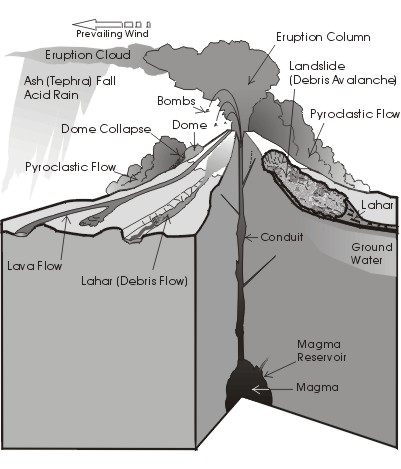 Prevailing Wind
Eruption Column
Eruption Cloud
Landslide
(Debris Avalanche)
Ash (Tephra) Fall
Acid Rain
Bombs
Pyroclastic Flow
Dome Collapse
Dome
Pyroclastic Flow
Lahar
Conduit
Ground
Water
Lava Flow
Lahar (Debris Flow)
Magma
Reservoir
Magma